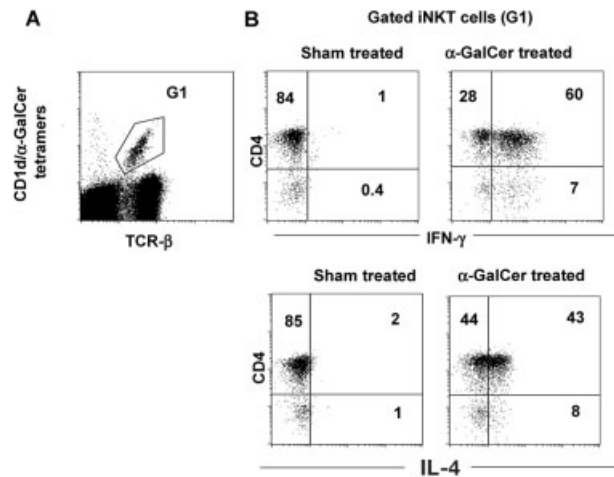 A
B
Gated iNKT cells (G1)
Sham treated
α-GalCer treated
G1
CD1d/α-GalCer
tetramers
TCR-β
CD4
84
1
0.4
28
60
7
IFN-γ
Sham treated
α-GalCer treated
CD4
85
2
1
44
43
8
IL-4